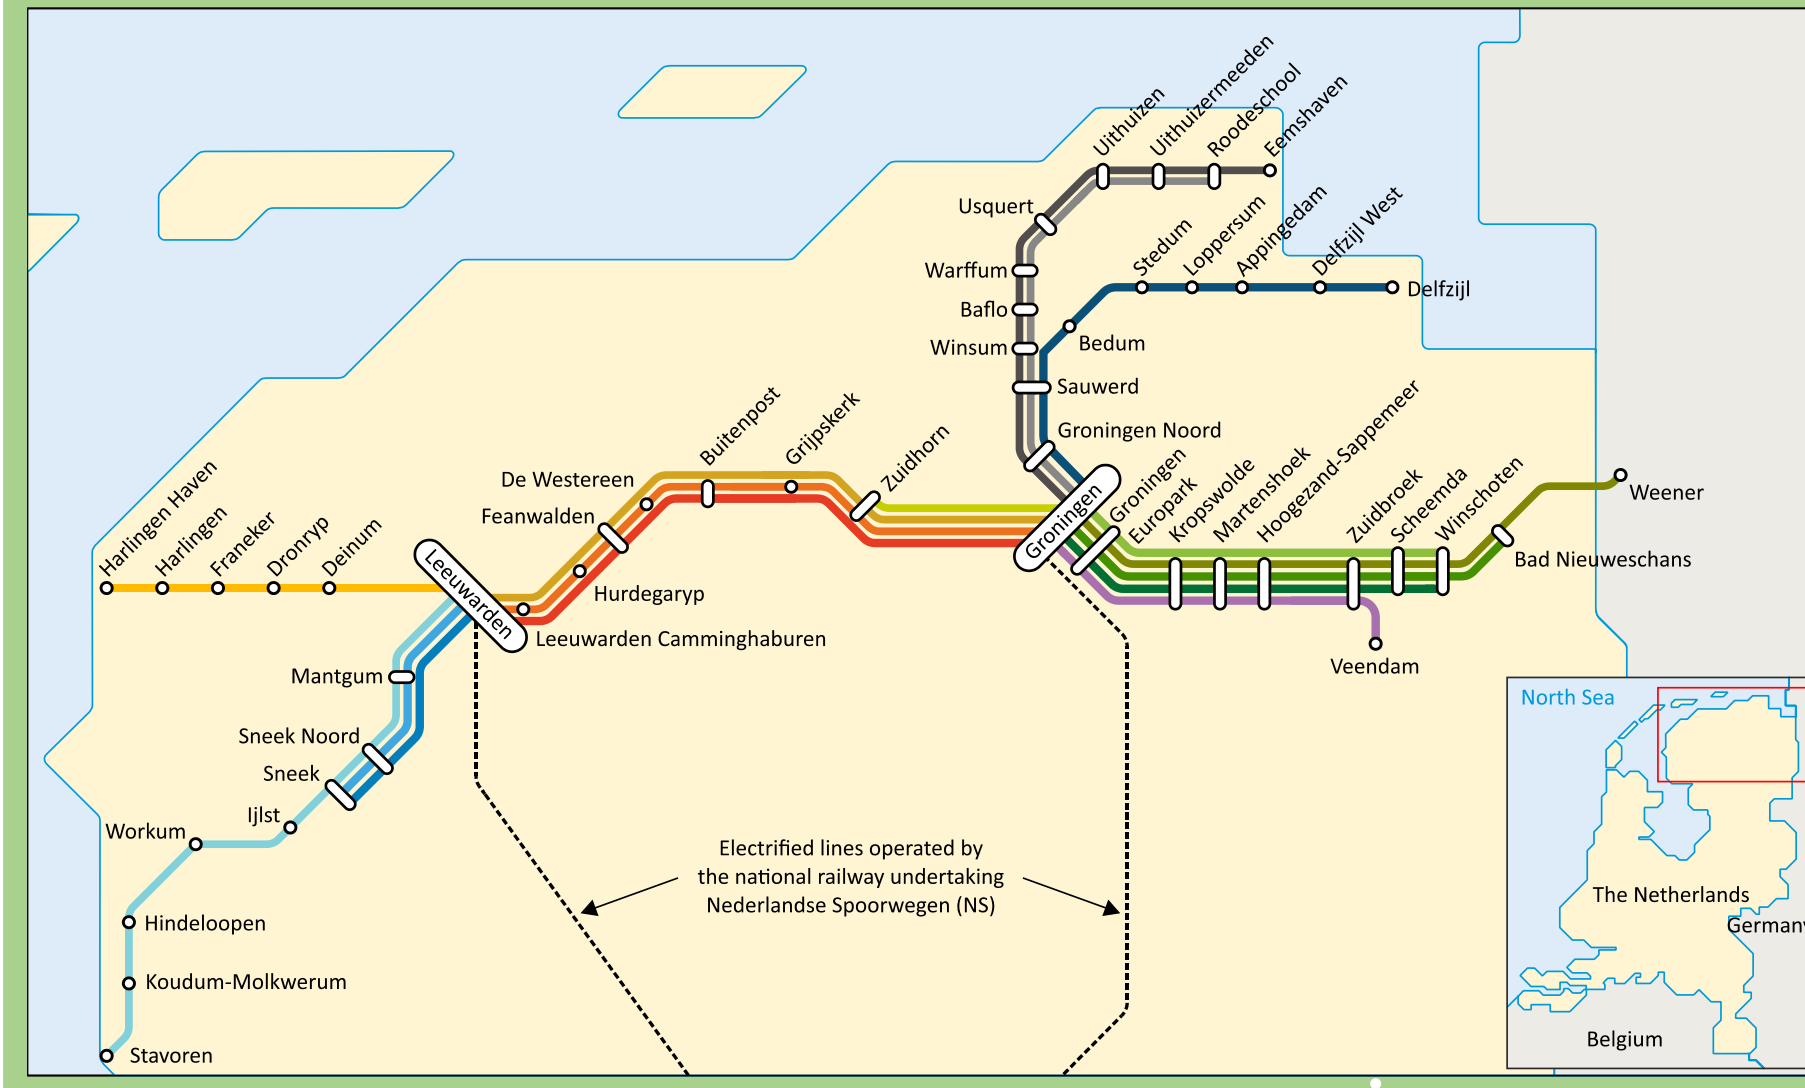 Uithuizen
Uithuizermeeden
Roodeschool
Eemshaven
Usquert
Warffum
Baflo
Winsum
Sauwerd
Groningen Noord
Stedum
Loppersum
Appingedam
Delfzijl West
Delfzijl
Bedum
Harlingen Haven
Harlingen
Franeker
Dronryp
Deinum
Leeuwarden
De Westereen
Feanwalden
Buitenpost
Grijpskerk
Zuidhorn
Hurdegaryp
Leeuwarden Camminghaburen
Groningen
Groningen
Europark
Kropswolde
Martenshoek
Hoogezand-Sappemeer
Zuidbroek
Scheemda
Winschoten
Weener
Bad Nieuweschans
Veendam
Mantgum
Sneek Noord
Sneek
Ijlst
Workum
Hindeloopen
Koudum-Molkwerum
Stavoren
Electrified lines operated by
the national railway undertaking
Nederlandse Spoorwegen (NS)
North Sea
The Netherlands
German
Belgium